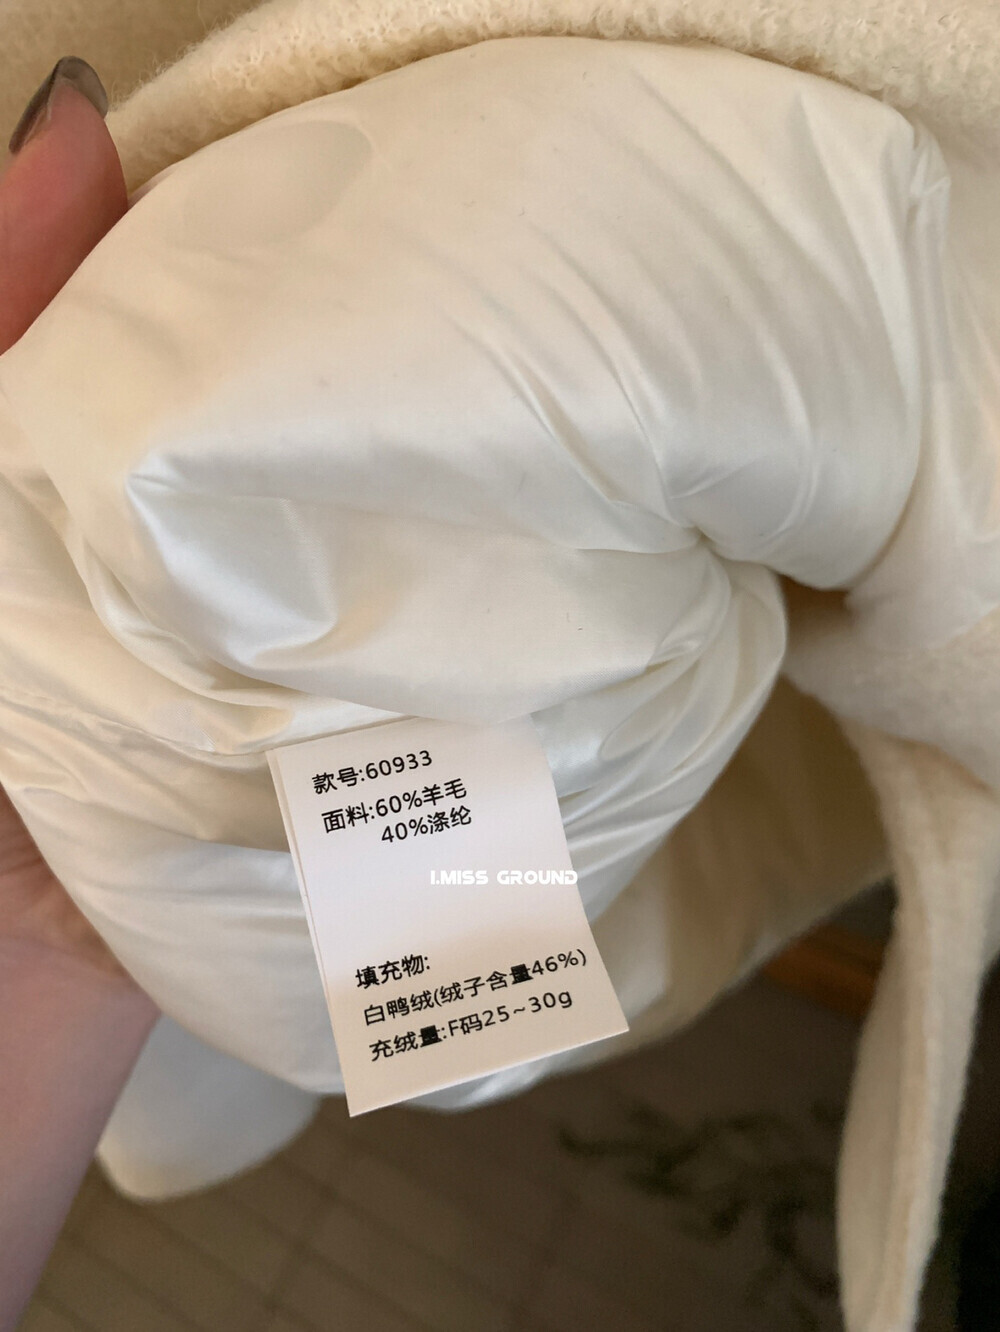 款号:60933
面料:60%羊毛
40%涤纶
I.MISS GROUND
填充物:
白鸭绒(绒子含量46%)
充绒量:F码25~30g